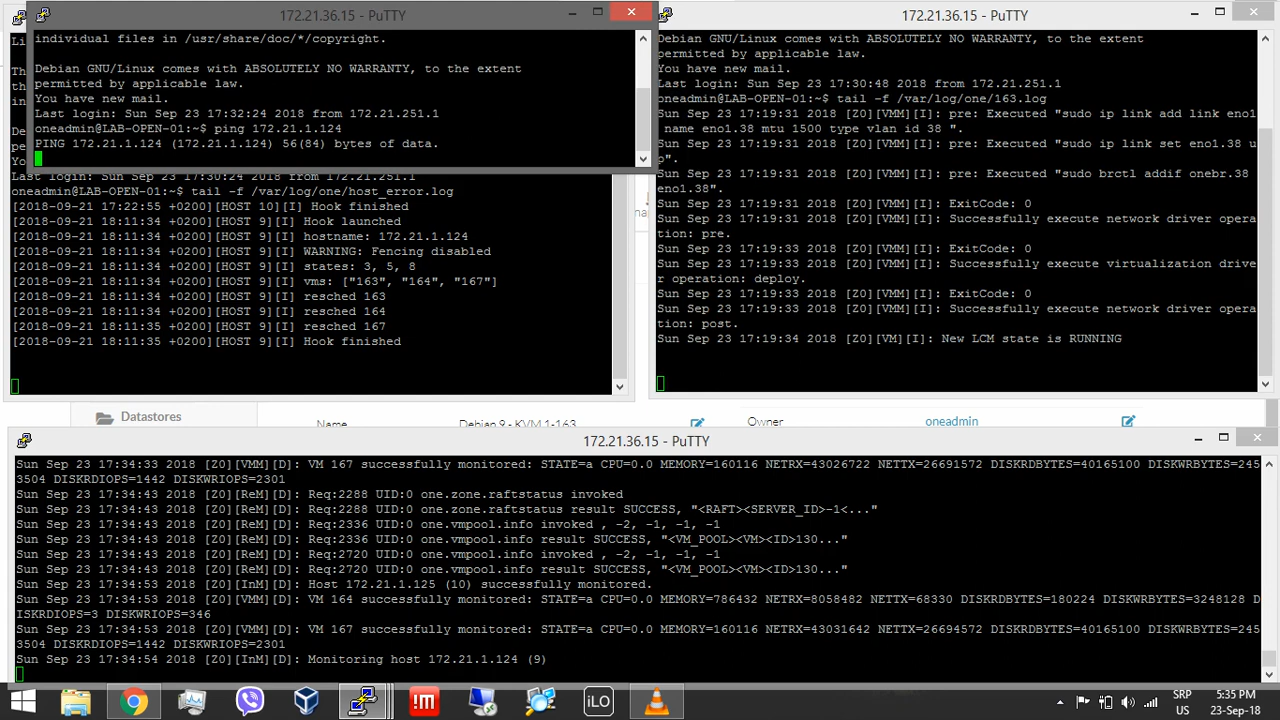 172.21.36.15 - PuTTY
individual files in /usr/share/doc/*/copyright.
Debian GNU/Linux comes with ABSOLUTELY NO WARRANTY, to the extent
permitted by applicable law.
You have new mail.
Last login: Sun Sep 23 17:32:24 2018 from 172.21.251.1
oneadmin@LAB-OPEN-01:~$ ping 172.21.1.124
PING 172.21.1.124 (172.21.1.124) 56(84) bytes of data.
Last login: Sun Sep 23 17:30:24 2018 from 172.21.251.1
oneadmin@LAB-OPEN-01:~$ tail -f /var/log/one/host_error.log
[2018-09-21 17:22:55 +0200][HOST 10][I] Hook finished
[2018-09-21 18:11:34 +0200][HOST 9][I] Hook launched
[2018-09-21 18:11:34 +0200][HOST 9][I] hostname: 172.21.1.124
[2018-09-21 18:11:34 +0200][HOST 9][I] WARNING: Fencing disabled
[2018-09-21 18:11:34 +0200][HOST 9][I] states: 3, 5, 8
[2018-09-21 18:11:34 +0200][HOST 9][I] vms: ["163", "164", "167"]
[2018-09-21 18:11:34 +0200][HOST 9][I] resched 163
[2018-09-21 18:11:34 +0200][HOST 9][I] resched 164
[2018-09-21 18:11:35 +0200][HOST 9][I] resched 167
[2018-09-21 18:11:35 +0200][HOST 9][I] Hook finished
172.21.36.15 - PuTTY
Debian GNU/Linux comes with ABSOLUTELY NO WARRANTY, to the extent
permitted by applicable law.
You have new mail.
Last login: Sun Sep 23 17:30:48 2018 from 172.21.251.1
oneadmin@LAB-OPEN-01:~$ tail -f /var/log/one/163.log
Sun Sep 23 17:19:31 2018 [Z0][VMM][I]: pre: Executed "sudo ip link add link eno1
name eno1.38 mtu 1500 type vlan id 38 ".
Sun Sep 23 17:19:31 2018 [Z0][VMM][I]: pre: Executed "sudo ip link set eno1.38 u
p".
Sun Sep 23 17:19:31 2018 [Z0][VMM][I]: pre: Executed "sudo brctl addif onebr.38
eno1.38".
Sun Sep 23 17:19:31 2018 [Z0][VMM][I]: ExitCode: 0
Sun Sep 23 17:19:31 2018 [Z0][VMM][I]: Successfully execute network driver opera
tion: pre.
Sun Sep 23 17:19:33 2018 [Z0][VMM][I]: ExitCode: 0
Sun Sep 23 17:19:33 2018 [Z0][VMM][I]: Successfully execute virtualization drive
r operation: deploy.
Sun Sep 23 17:19:33 2018 [Z0][VMM][I]: ExitCode: 0
Sun Sep 23 17:19:33 2018 [Z0][VMM][I]: Successfully execute network driver opera
tion: post.
Sun Sep 23 17:19:34 2018 [Z0][VM][I]: New LCM state is RUNNING
Datastores
Name Debian 9 - KVM 1-163 Owner oneadmin
172.21.36.15 - PuTTY
Sun Sep 23 17:34:33 2018 [Z0][VMM][D]: VM 167 successfully monitored: STATE=a CPU=0.0 MEMORY=160116 NETRX=43026722 NETTX=26691572 DISKRDBYTES=40165100 DISKWRBYTES=245
3504 DISKRDIOPS=1442 DISKWRIOPS=2301
Sun Sep 23 17:34:43 2018 [Z0][ReM][D]: Req:2288 UID:0 one.zone.raftstatus invoked
Sun Sep 23 17:34:43 2018 [Z0][ReM][D]: Req:2288 UID:0 one.zone.raftstatus result SUCCESS, "<RAFT><SERVER_ID>-1<..."
Sun Sep 23 17:34:43 2018 [Z0][ReM][D]: Req:2336 UID:0 one.vmpool.info invoked , -2, -1, -1, -1
Sun Sep 23 17:34:43 2018 [Z0][ReM][D]: Req:2336 UID:0 one.vmpool.info result SUCCESS, "<VM_POOL><VM><ID>130..."
Sun Sep 23 17:34:43 2018 [Z0][ReM][D]: Req:2720 UID:0 one.vmpool.info invoked , -2, -1, -1, -1
Sun Sep 23 17:34:43 2018 [Z0][ReM][D]: Req:2720 UID:0 one.vmpool.info result SUCCESS, "<VM_POOL><VM><ID>130..."
Sun Sep 23 17:34:53 2018 [Z0][InM][D]: Host 172.21.1.125 (10) successfully monitored.
Sun Sep 23 17:34:53 2018 [Z0][VMM][D]: VM 164 successfully monitored: STATE=a CPU=0.0 MEMORY=786432 NETRX=8058482 NETTX=68330 DISKRDBYTES=180224 DISKWRBYTES=3248128 D
ISKRDIOPS=3 DISKWRIOPS=346
Sun Sep 23 17:34:53 2018 [Z0][VMM][D]: VM 167 successfully monitored: STATE=a CPU=0.0 MEMORY=160116 NETRX=43031642 NETTX=26694572 DISKRDBYTES=40165100 DISKWRBYTES=245
3504 DISKRDIOPS=1442 DISKWRIOPS=2301
Sun Sep 23 17:34:54 2018 [Z0][InM][D]: Monitoring host 172.21.1.124 (9)
!M
iLO
SRP
US
5:35 PM
23-Sep-18